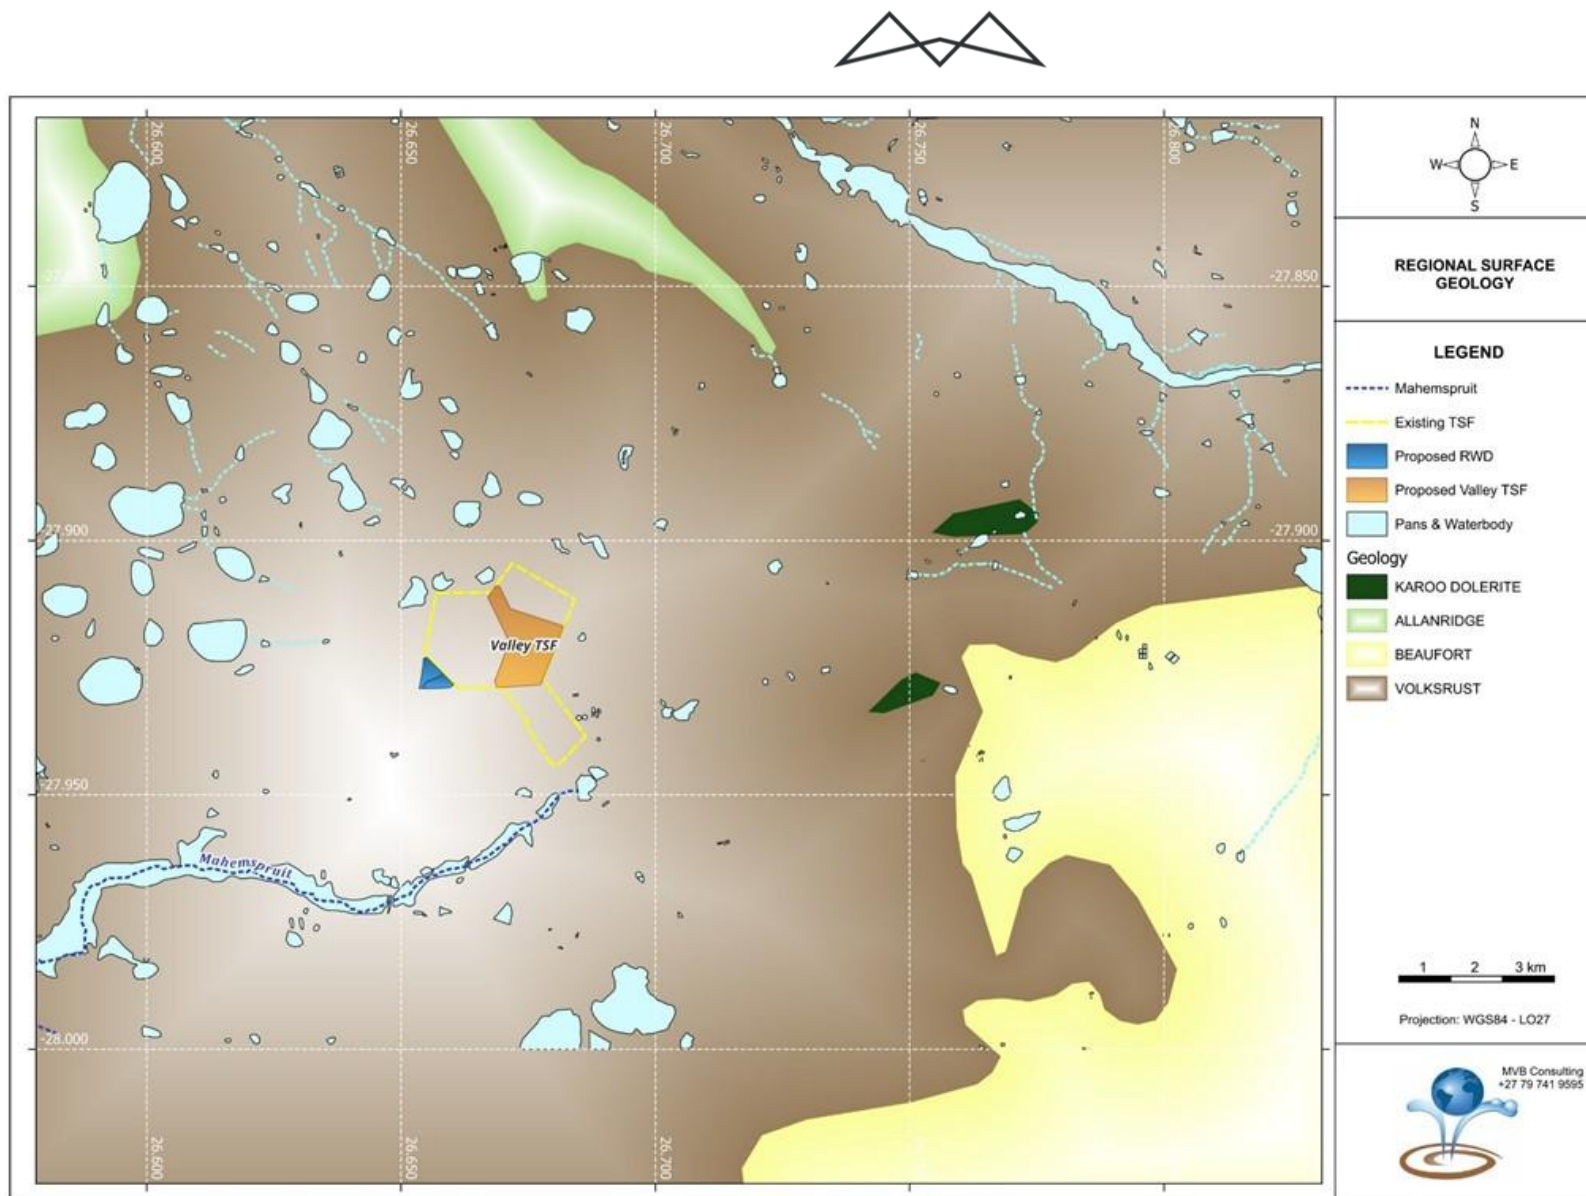 26.600
26.650
26.700
26.750
26.800
-27.850
-27.900
-27.900
Valley TSF
-27.950
Mahemspruit
-28.000
26.600
26.650
26.700
N
W
E
S
REGIONAL SURFACE
GEOLOGY
LEGEND
Mahemspruit
Existing TSF
Proposed RWD
Proposed Valley TSF
Pans & Waterbody
Geology
KAROO DOLERITE
ALLANRIDGE
BEAUFORT
VOLKSRUST
1 2 3 km
Projection: WGS84 - LO27
MVB Consulting
+27 79 741 9595